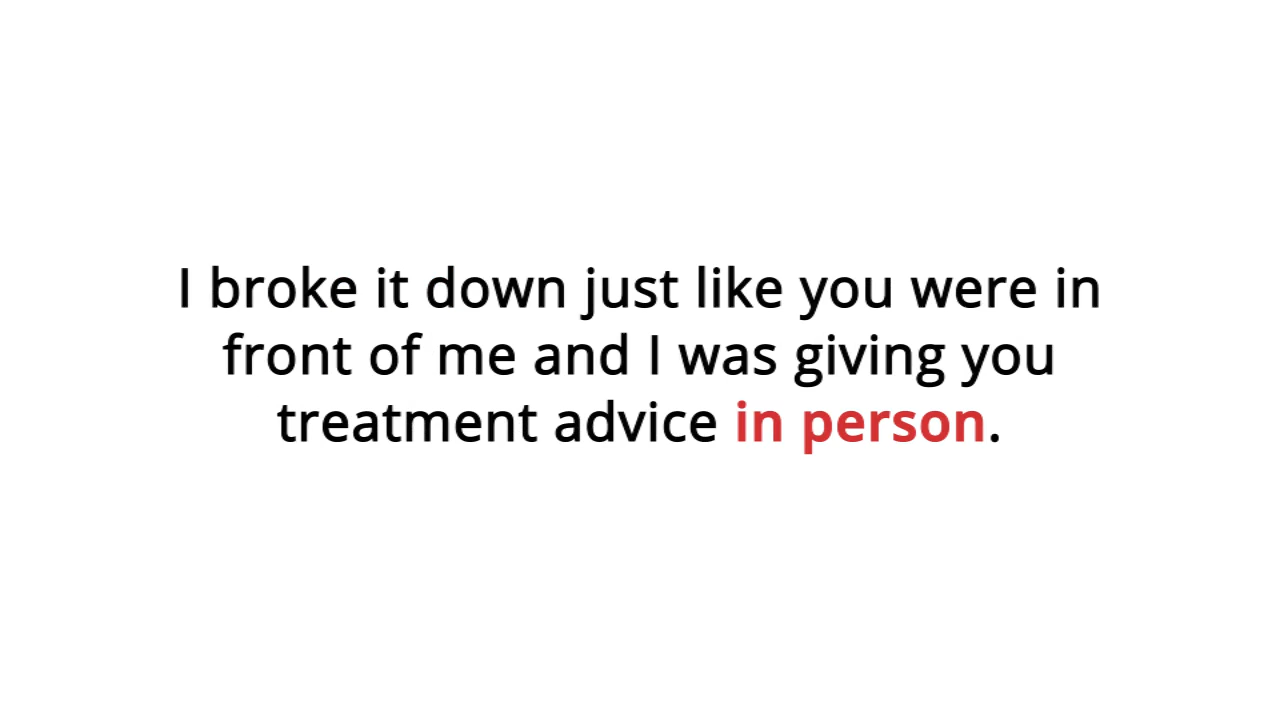 I broke it down just like you were in
front of me and I was giving you
treatment advice in person.